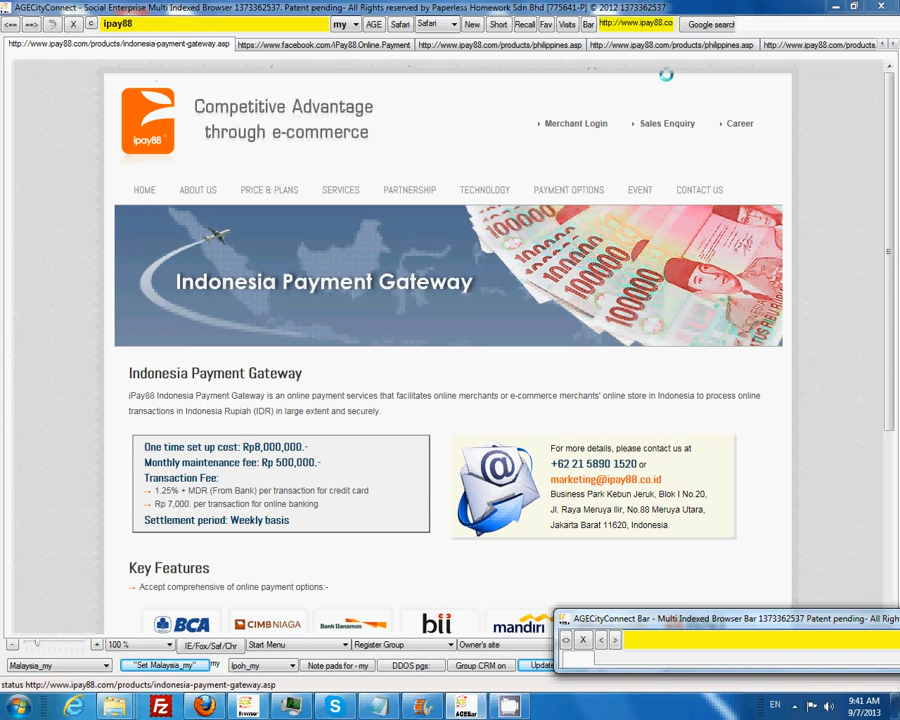 AGECityConnect - Social Enterprise Multi Indexed Browser 1373362537. Patent pending- All Rights reserved by Paperless Homework Sdn Bhd [775641-P] © 2012 1373362537
<== ==> X C ipay88 my AGE Safari Safari New Short Recall Fav Visits Bar http://www.ipay88.co Google search
http://www.ipay88.com/products/indonesia-payment-gateway.asp https://www.facebook.com/iPay88.Online.Payment http://www.ipay88.com/products/philippines.asp http://www.ipay88.com/products/philippines.asp http://www.ipay88.com/products.
ipay88
Competitive Advantage
through e-commerce
Merchant Login Sales Enquiry Career
HOME ABOUT US PRICE & PLANS SERVICES PARTNERSHIP TECHNOLOGY PAYMENT OPTIONS EVENT CONTACT US
Indonesia Payment Gateway
100000
100000
100000
100000
Indonesia Payment Gateway
iPay88 Indonesia Payment Gateway is an online payment services that facilitates online merchants or e-commerce merchants' online store in Indonesia to process online
transactions in Indonesia Rupiah (IDR) in large extent and securely.
One time set up cost: Rp8,000,000.-
Monthly maintenance fee: Rp 500,000.-
Transaction Fee:
1.25% + MDR (From Bank) per transaction for credit card
Rp 7,000. per transaction for online banking
Settlement period: Weekly basis
For more details, please contact us at
+62 21 5890 1520 or
marketing@ipay88.co.id
Business Park Kebun Jeruk, Blok I No.20,
Jl. Raya Meruya Ilir, No.88 Meruya Utara,
Jakarta Barat 11620, Indonesia.
Key Features
Accept comprehensive of online payment options:-
BCA CIMB NIAGA Bank Danamon bii mandiri
AGECityConnect Bar - Multi Indexed Browser Bar 1373362537 Patent pending- All Righ
<> X < >
- + 100 % IE/Fox/Saf/Chr Start Menu Register Group Owner's site
Malaysia_my "Set Malaysia_my" my Ipoh_my Note pads for - my DDOS pgs: Group CRM on Update
status http://www.ipay88.com/products/indonesia-payment-gateway.asp
Browser AGEBar EN 9:41 AM
9/7/2013